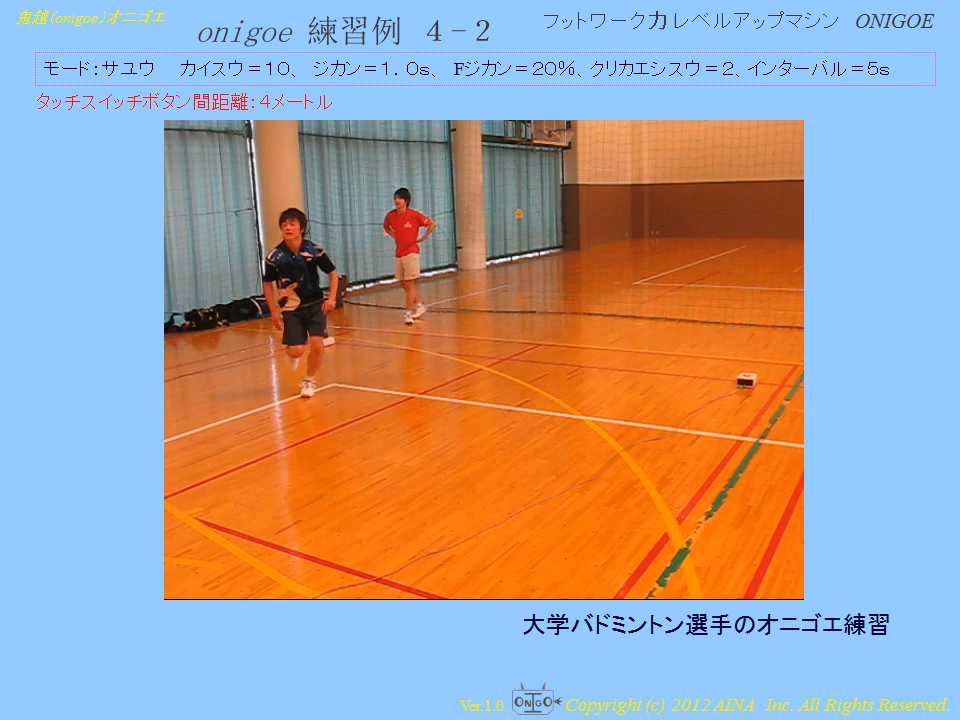 鬼越(onigoe)オニゴエ
onigoe 練習例 ４－２
フットワーク力レベルアップマシン ONIGOE
モード：サユウ　カイスウ＝１０、　ジカン＝１．０ｓ、　Fジカン＝２０％、クリカエシスウ＝２、インターバル＝５ｓ
タッチスイッチボタン間距離：４メートル
大学バドミントン選手のオニゴエ練習
Ver.1.0 ONIGO Copyright (c) 2012 AINA Inc. All Rights Reserved.